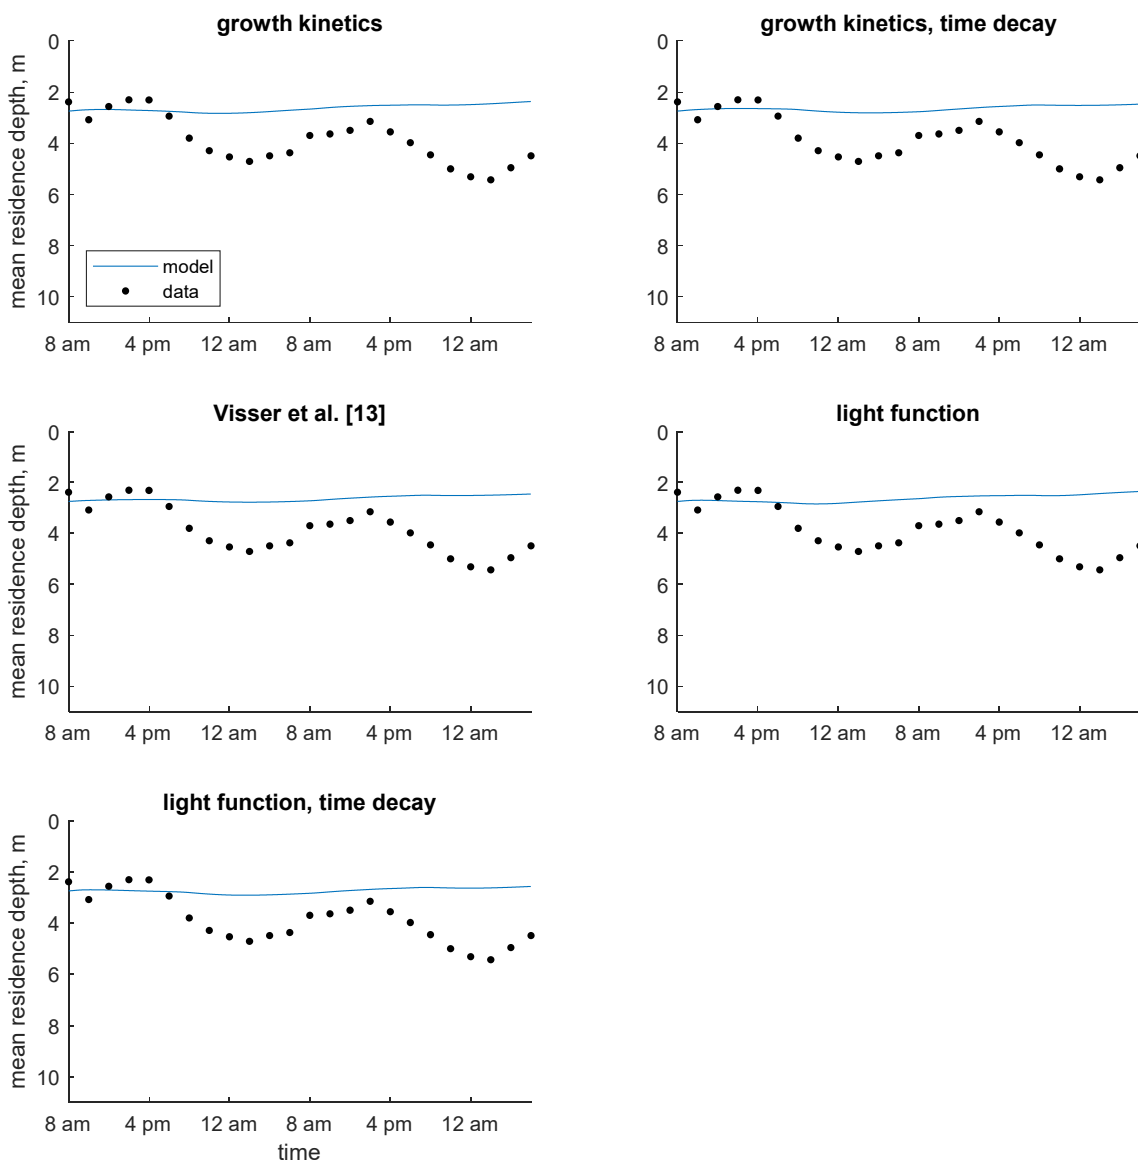 growth kinetics
mean residence depth, m
0
2
4
6
8
10
model
data
8 am 4 pm 12 am 8 am 4 pm 12 am
growth kinetics, time decay
0
2
4
6
8
10
8 am 4 pm 12 am 8 am 4 pm 12 am
Visser et al. [13]
mean residence depth, m
0
2
4
6
8
10
8 am 4 pm 12 am 8 am 4 pm 12 am
light function
0
2
4
6
8
10
8 am 4 pm 12 am 8 am 4 pm 12 am
light function, time decay
mean residence depth, m
0
2
4
6
8
10
8 am 4 pm 12 am 8 am 4 pm 12 am
time